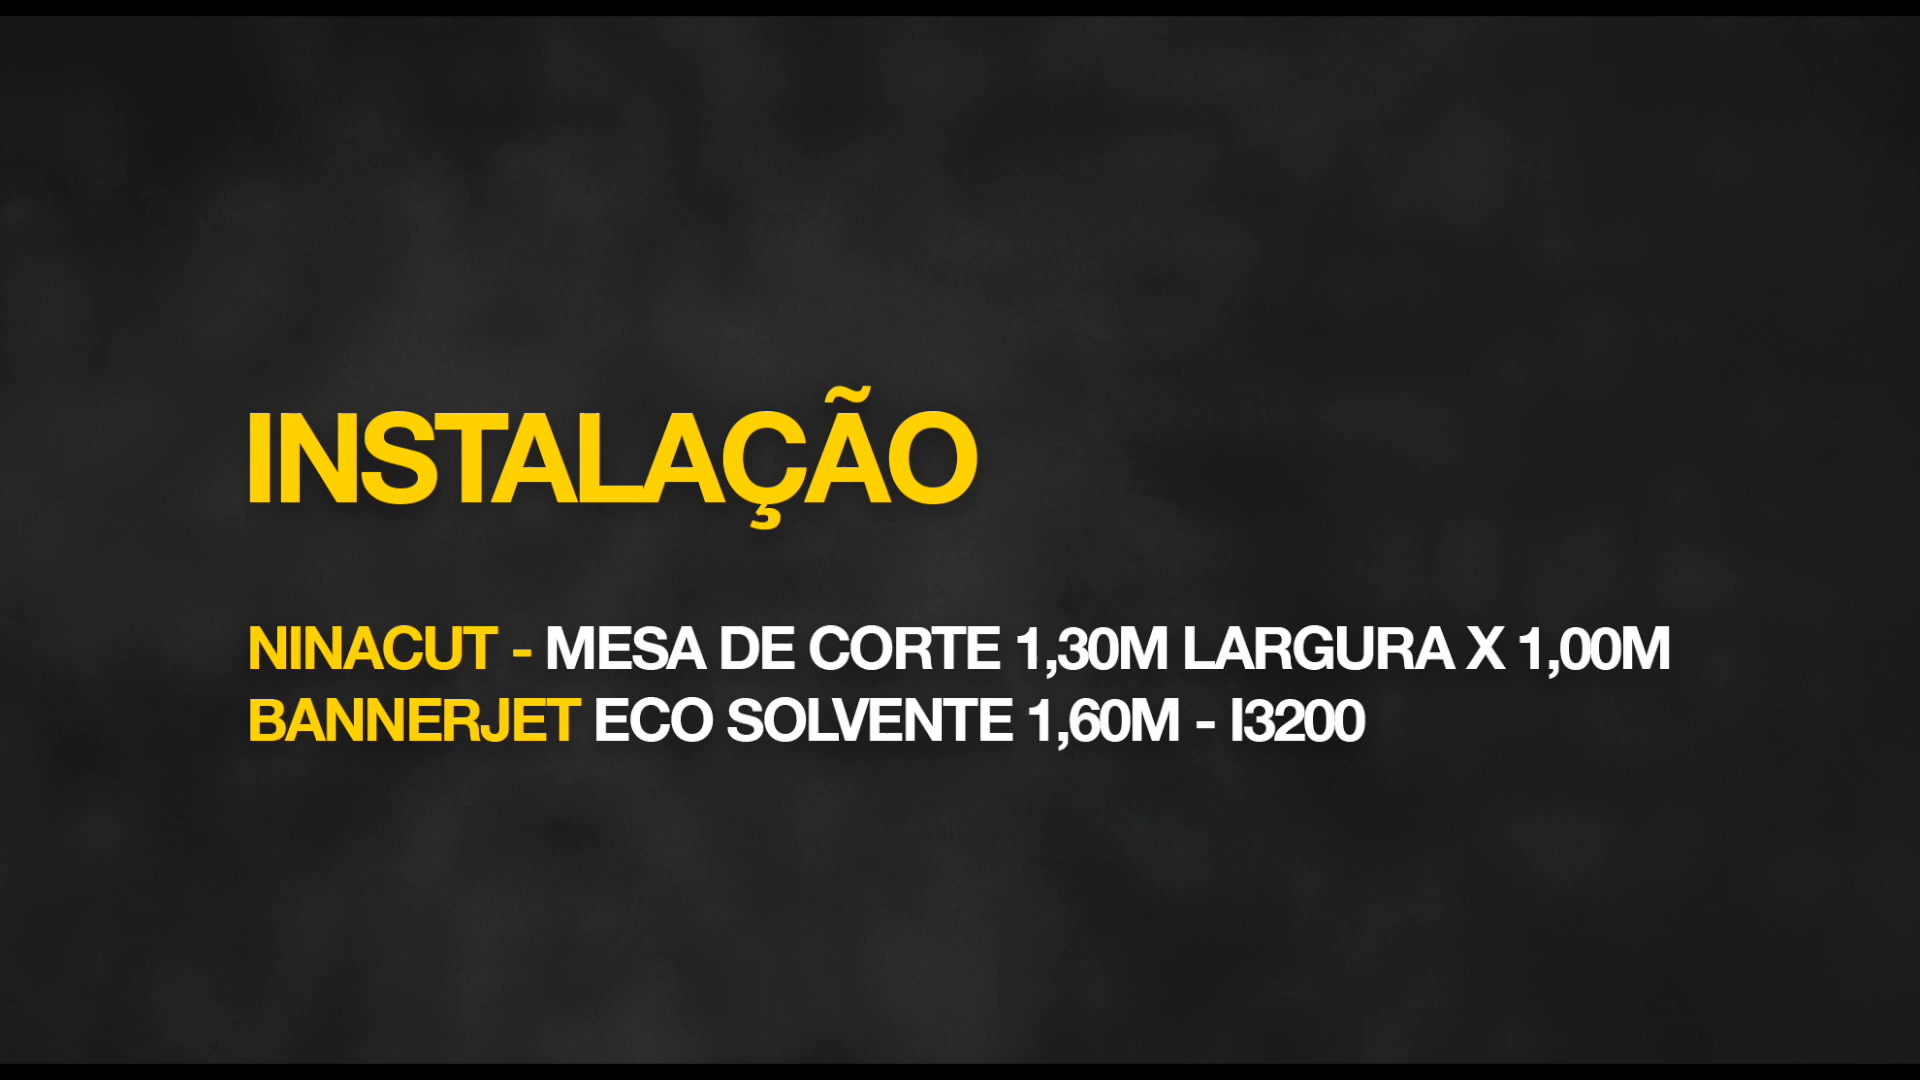 INSTALAÇÃO
NINACUT - MESA DE CORTE 1,30M LARGURA X 1,00M
BANNERJET ECO SOLVENTE 1,60M - I3200